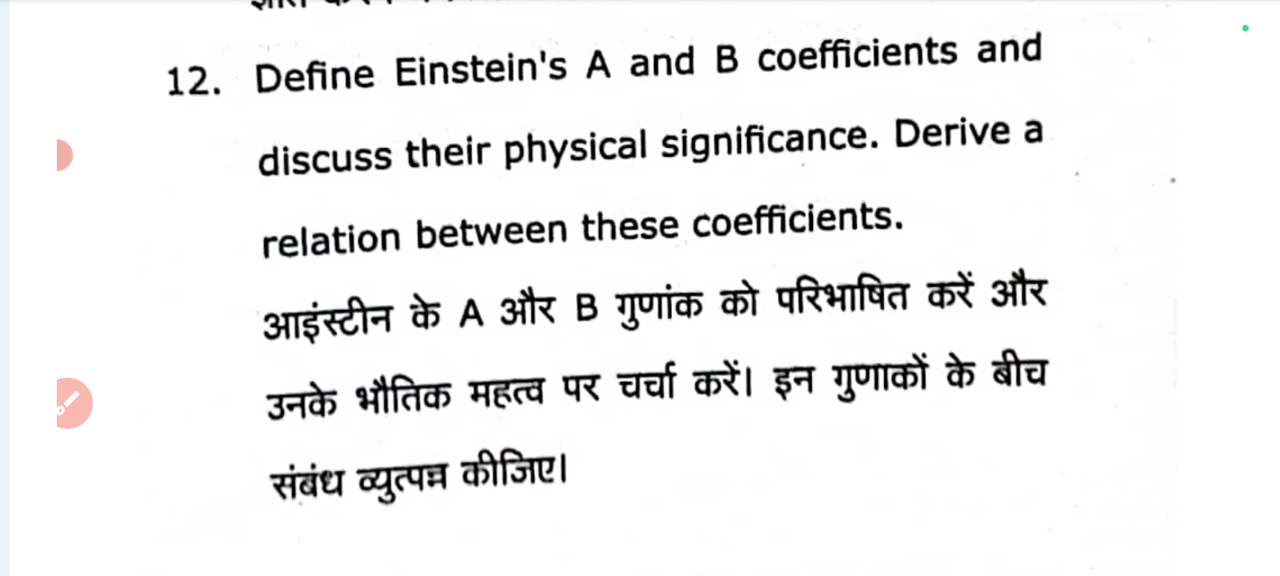 12. Define Einstein's A and B coefficients and
discuss their physical significance. Derive a
relation between these coefficients.
आइंस्टीन के A और B गुणांक को परिभाषित करें और
उनके भौतिक महत्व पर चर्चा करें। इन गुणाकों के बीच
संबंध व्युत्पन्न कीजिए।